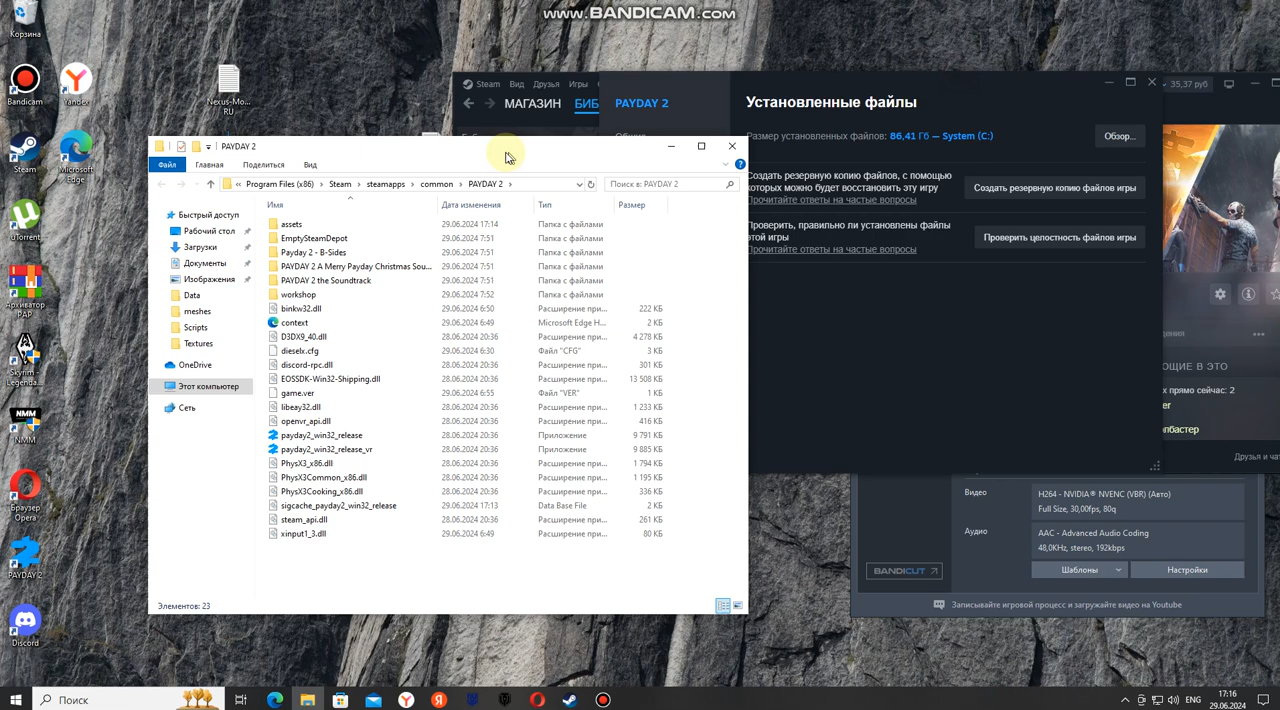 www.BANDICAM.com
Корзина
Bandicam
Yandex
Nexus-Mo...
RU
Steam
Microsoft
Edge
uTorrent
Архиватор
РАР
Skyrim -
Legenda...
NMM
Браузер
Opera
PAYDAY 2
Discord
Steam Вид Друзья Игры
МАГАЗИН БИБ
35,37 руб
PAYDAY 2
Установленные файлы
Размер установленных файлов: 86,41 Гб — System (C:)
Обзор...
Создать резервную копию файлов, с помощью
которых можно будет восстановить эту игру
Прочитайте ответы на частые вопросы
Создать резервную копию файлов игры
Проверить, правильно ли установлены файлы
этой игры
Прочитайте ответы на частые вопросы
Проверить целостность файлов игры
PAYDAY 2
Файл Главная Поделиться Вид
« Program Files (x86) › Steam › steamapps › common › PAYDAY 2 ›
Поиск в: PAYDAY 2
Имя Дата изменения Тип Размер
Быстрый доступ
Рабочий стол
Загрузки
Документы
Изображения
Data
meshes
Scripts
Textures
OneDrive
Этот компьютер
Сеть
assets 29.06.2024 17:14 Папка с файлами
EmptySteamDepot 29.06.2024 7:51 Папка с файлами
Payday 2 - B-Sides 29.06.2024 7:51 Папка с файлами
PAYDAY 2 A Merry Payday Christmas Sou... 29.06.2024 7:51 Папка с файлами
PAYDAY 2 the Soundtrack 29.06.2024 7:51 Папка с файлами
workshop 29.06.2024 7:52 Папка с файлами
binkw32.dll 29.06.2024 6:50 Расширение при... 222 КБ
context 29.06.2024 6:49 Microsoft Edge H... 2 КБ
D3DX9_40.dll 28.06.2024 20:36 Расширение при... 4 278 КБ
dieselx.cfg 29.06.2024 6:30 Файл "CFG" 3 КБ
discord-rpc.dll 28.06.2024 20:36 Расширение при... 301 КБ
EOSSDK-Win32-Shipping.dll 28.06.2024 20:36 Расширение при... 13 508 КБ
game.ver 29.06.2024 6:55 Файл "VER" 1 КБ
libeay32.dll 28.06.2024 20:36 Расширение при... 1 233 КБ
openvr_api.dll 28.06.2024 20:36 Расширение при... 416 КБ
payday2_win32_release 28.06.2024 20:36 Приложение 9 791 КБ
payday2_win32_release_vr 28.06.2024 20:36 Приложение 9 885 КБ
PhysX3_x86.dll 28.06.2024 20:36 Расширение при... 1 794 КБ
PhysX3Common_x86.dll 28.06.2024 20:36 Расширение при... 1 195 КБ
PhysX3Cooking_x86.dll 28.06.2024 20:36 Расширение при... 336 КБ
sigcache_payday2_win32_release 29.06.2024 17:13 Data Base File 2 КБ
steam_api.dll 28.06.2024 20:36 Расширение при... 261 КБ
xinput1_3.dll 29.06.2024 6:49 Расширение при... 80 КБ
Элементов: 23
ЮЩИЕ В ЭТО
х прямо сейчас: 2
er
опбастер
Друзья и чат
Видео
H264 - NVIDIA® NVENC (VBR) (Авто)
Full Size, 30,00fps, 80q
Аудио
AAC - Advanced Audio Coding
48,0KHz, stereo, 192kbps
BANDICUT
Шаблоны
Настройки
Записывайте игровой процесс и загружайте видео на Youtube
Поиск
ENG
17:16
29.06.2024